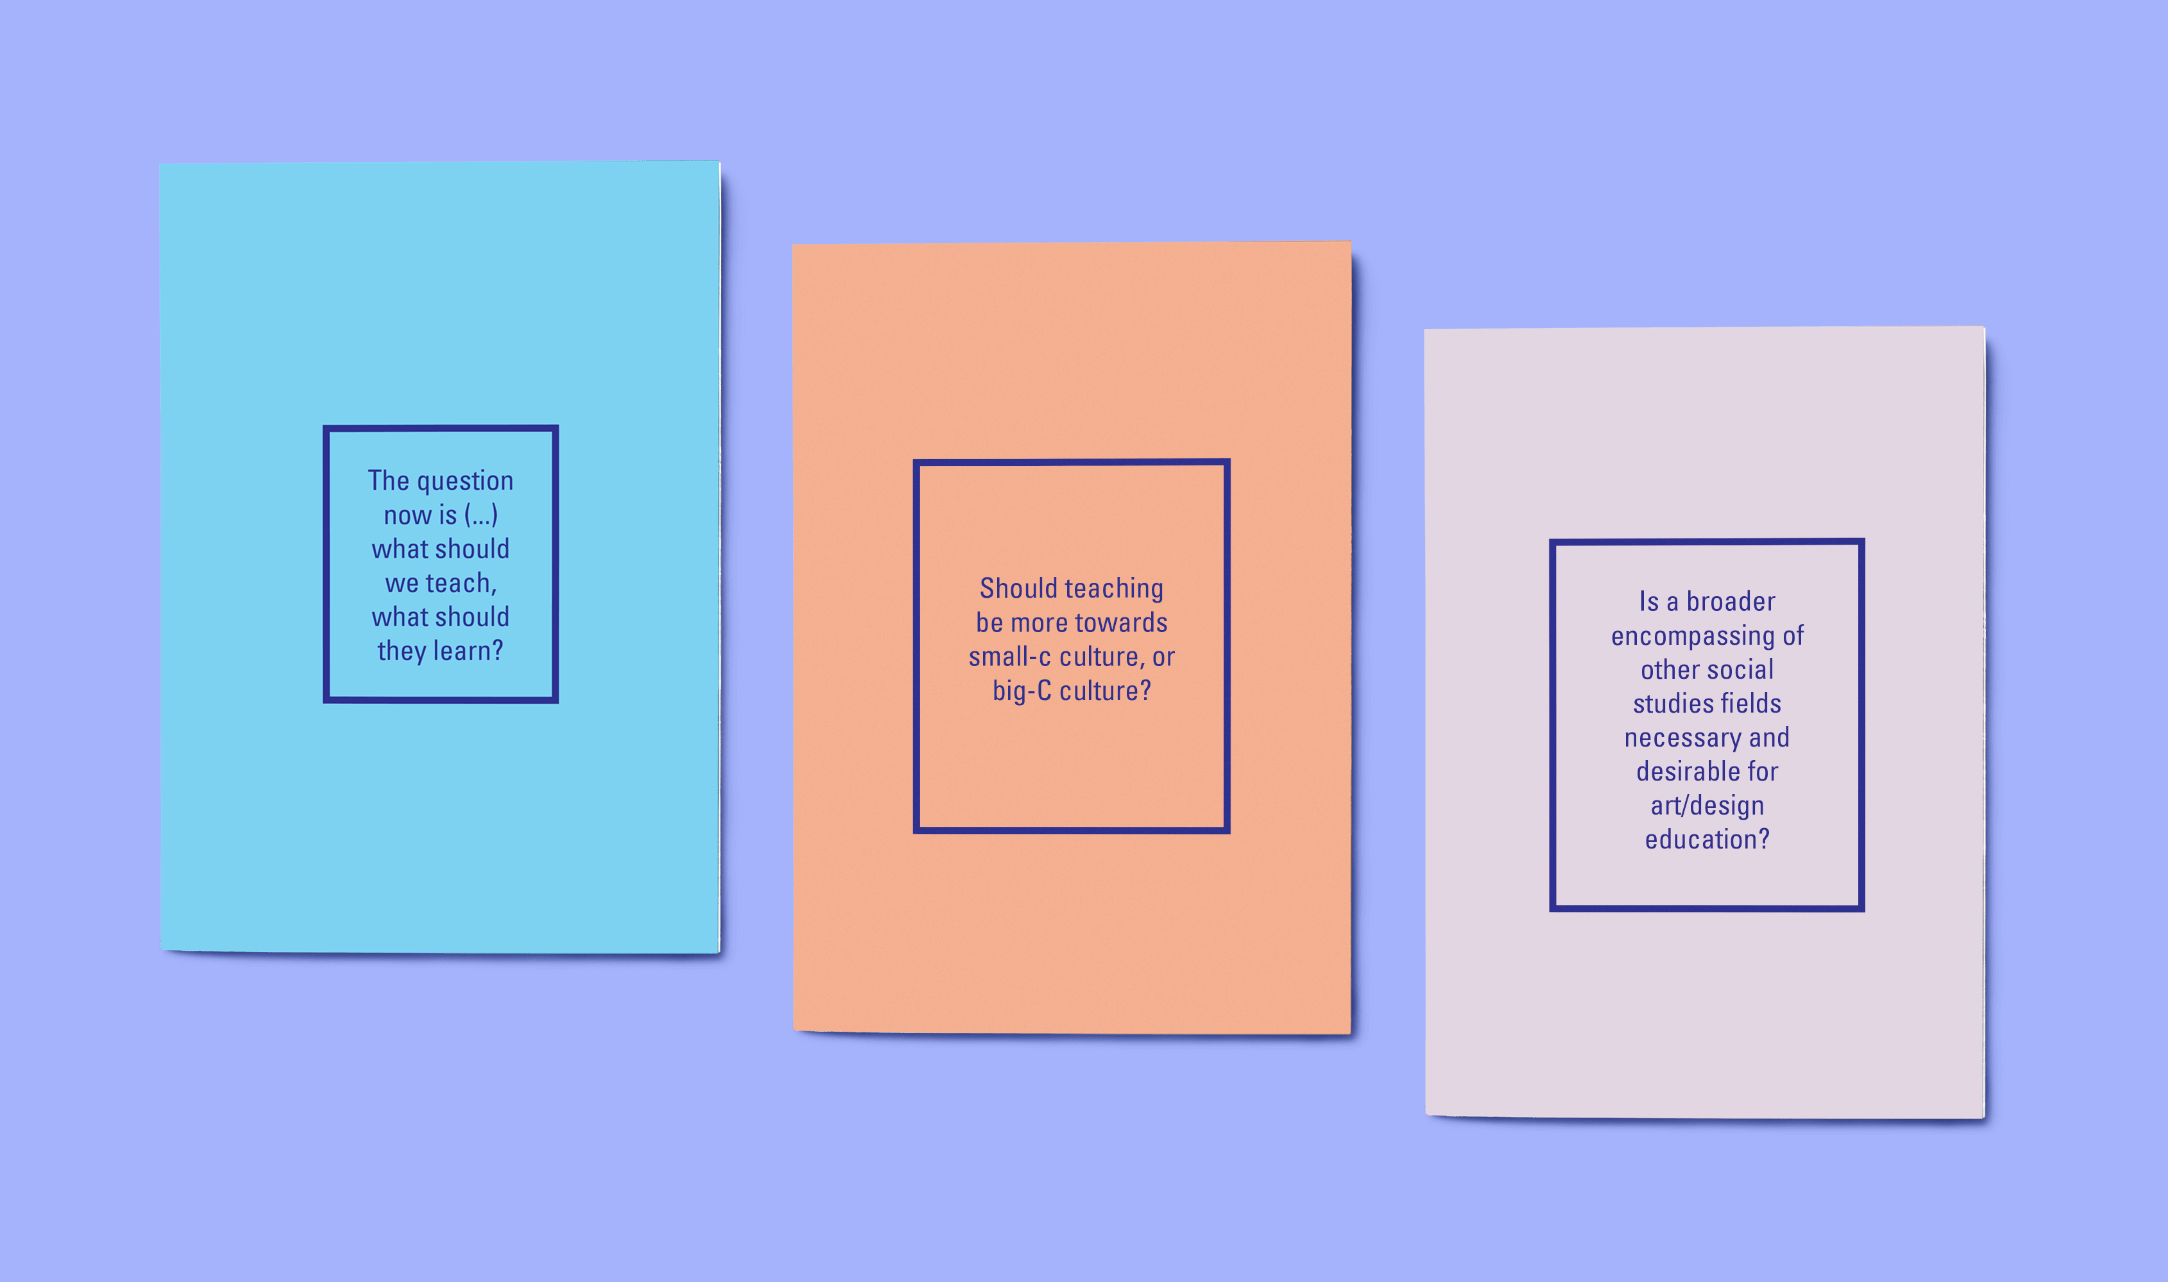 The question
now is (...)
what should
we teach,
what should
they learn?
Should teaching
be more towards
small-c culture, or
big-C culture?
Is a broader
encompassing of
other social
studies fields
necessary and
desirable for
art/design
education?